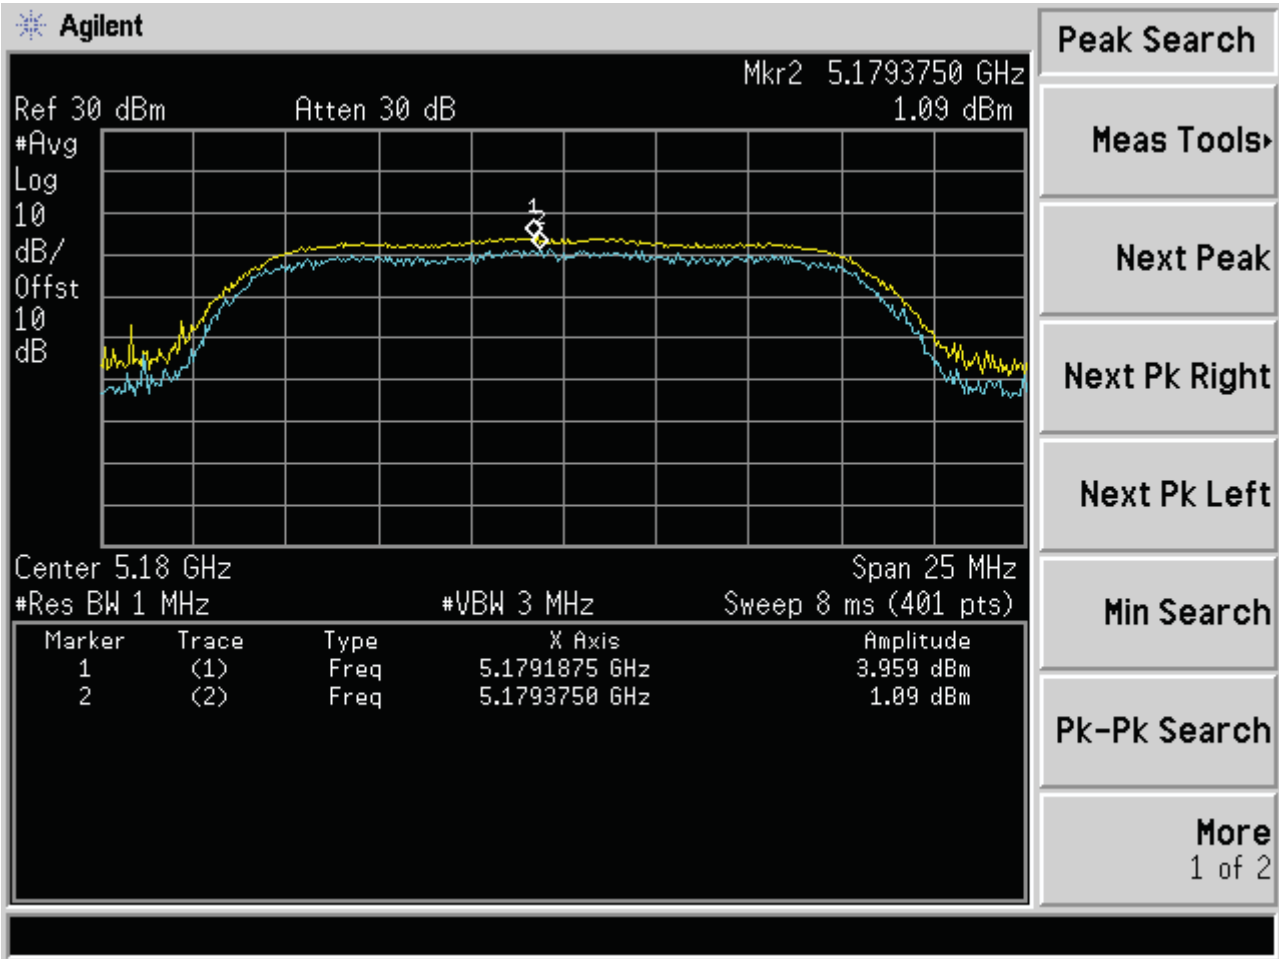 Agilent
Peak Search
Mkr2 5.1793750 GHz
Ref 30 dBm Atten 30 dB 1.09 dBm
#Avg
Log
10
dB/
Offst
10
dB
1
2
Center 5.18 GHz Span 25 MHz
#Res BW 1 MHz #VBW 3 MHz Sweep 8 ms (401 pts)
Marker Trace Type X Axis Amplitude
1 (1) Freq 5.1791875 GHz 3.959 dBm
2 (2) Freq 5.1793750 GHz 1.09 dBm
Meas Tools
Next Peak
Next Pk Right
Next Pk Left
Min Search
Pk-Pk Search
More
1 of 2